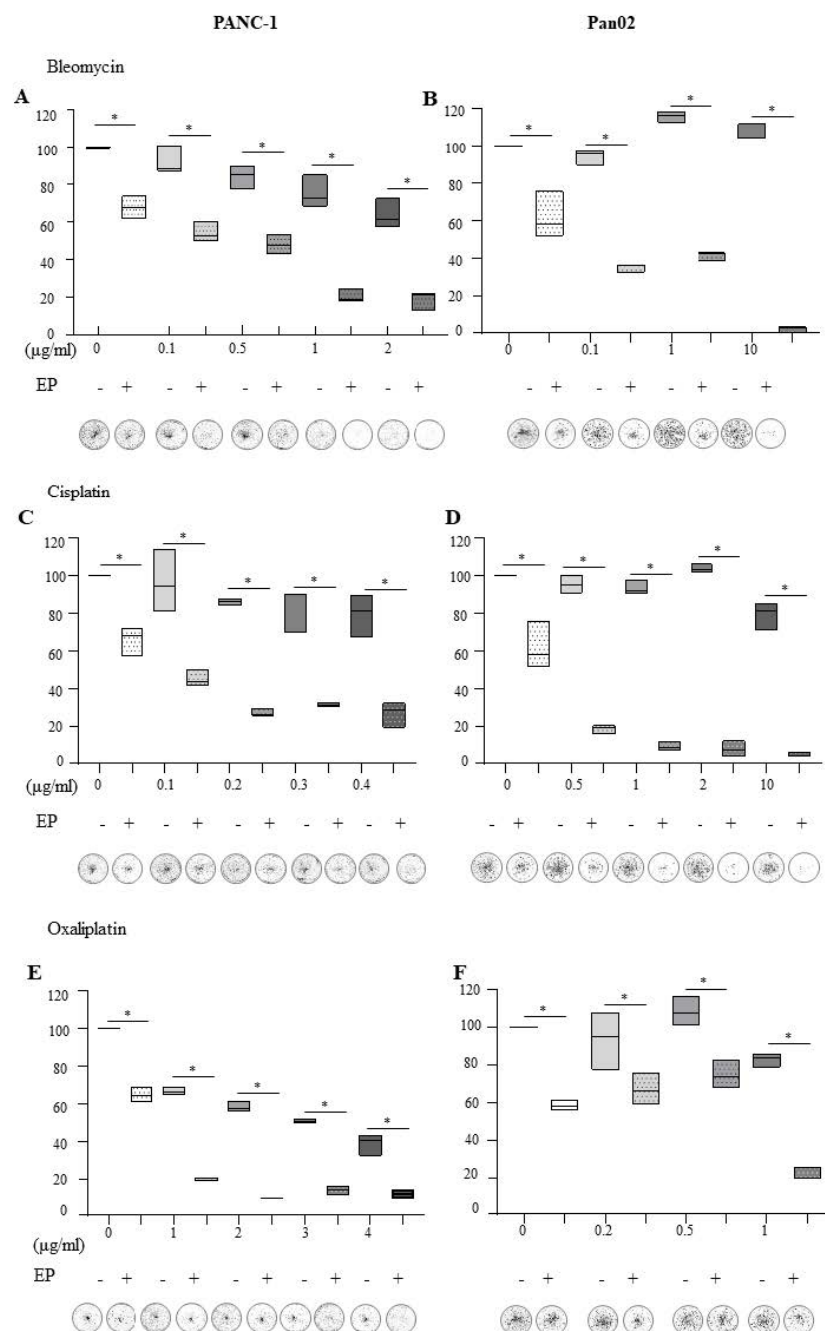 PANC-1 Pan02
Bleomycin
A B
120 120
* * * * * * * * *
100 100
80 80
60 60
40 40
20 20
0 0
(µg/ml) 0 0.1 0.5 1 2 0 0.1 1 10
EP - + - + - + - + - + - + - + - + - +
Cisplatin
C D
120 120
* * * * * * * * * *
100 100
80 80
60 60
40 40
20 20
0 0
(µg/ml) 0 0.1 0.2 0.3 0.4 0 0.5 1 2 10
EP - + - + - + - + - + - + - + - + - + - +
Oxaliplatin
E F
120 120
* * * * * * * * *
100 100
80 80
60 60
40 40
20 20
0 0
(µg/ml) 0 1 2 3 4 0 0.2 0.5 1
EP - + - + - + - + - + - + - + - + - +